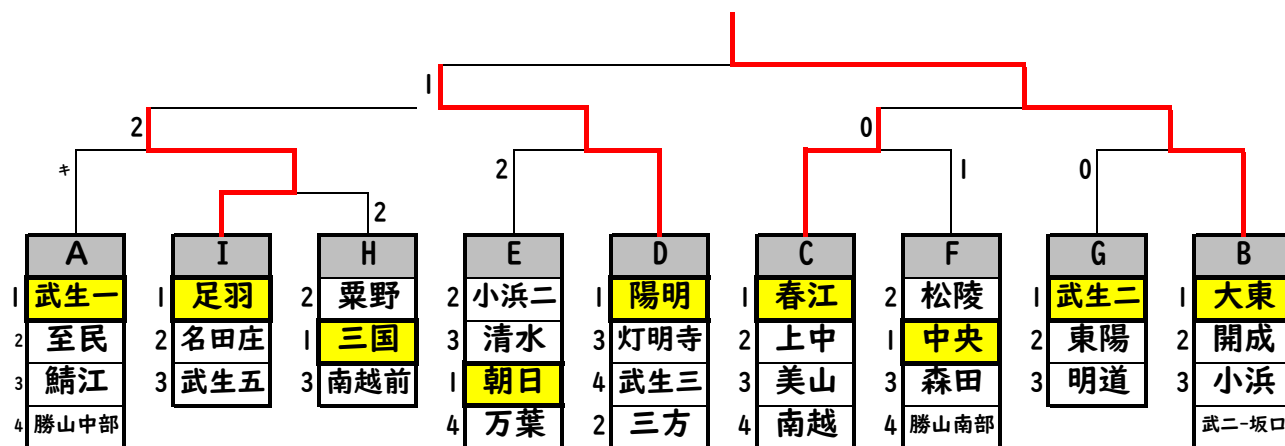 1
2
0
キ
2
1
0
2
A I H E D C F G B
1 武生一 1 足羽 2 粟野 2 小浜二 1 陽明 1 春江 2 松陵 1 武生二 1 大東
2 至民 2 名田庄 1 三国 3 清水 3 灯明寺 2 上中 1 中央 2 東陽 2 開成
3 鯖江 3 武生五 3 南越前 1 朝日 4 武生三 3 美山 3 森田 3 明道 3 小浜
4 勝山中部 4 万葉 2 三方 4 南越 4 勝山南部 武二-坂口